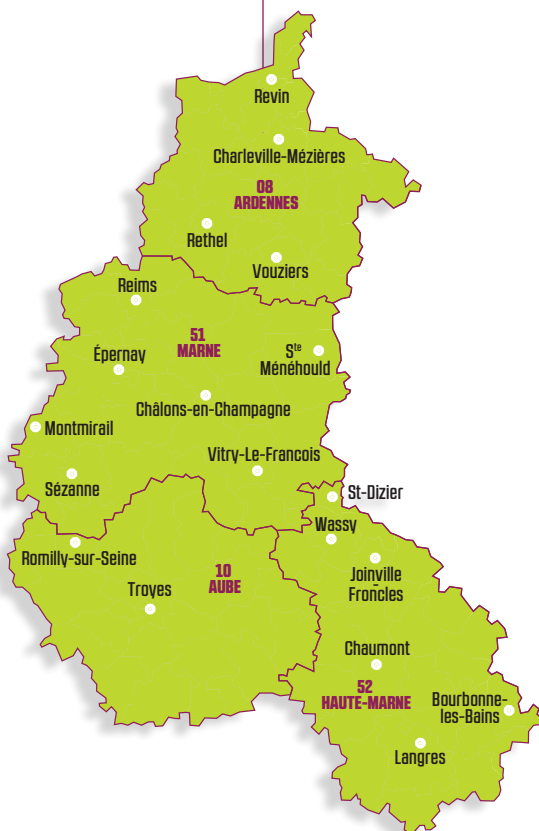 Revin
Charleville-Mézières
08
ARDENNES
Rethel
Vouziers
Reims
51
MARNE
Épernay
Ste
Ménéhould
Châlons-en-Champagne
Montmirail
Vitry-Le-Francois
Sézanne
St-Dizier
Wassy
Romilly-sur-Seine
10
AUBE
Joinville
Froncles
Troyes
Chaumont
52
HAUTE-MARNE
Bourbonne-
les-Bains
Langres